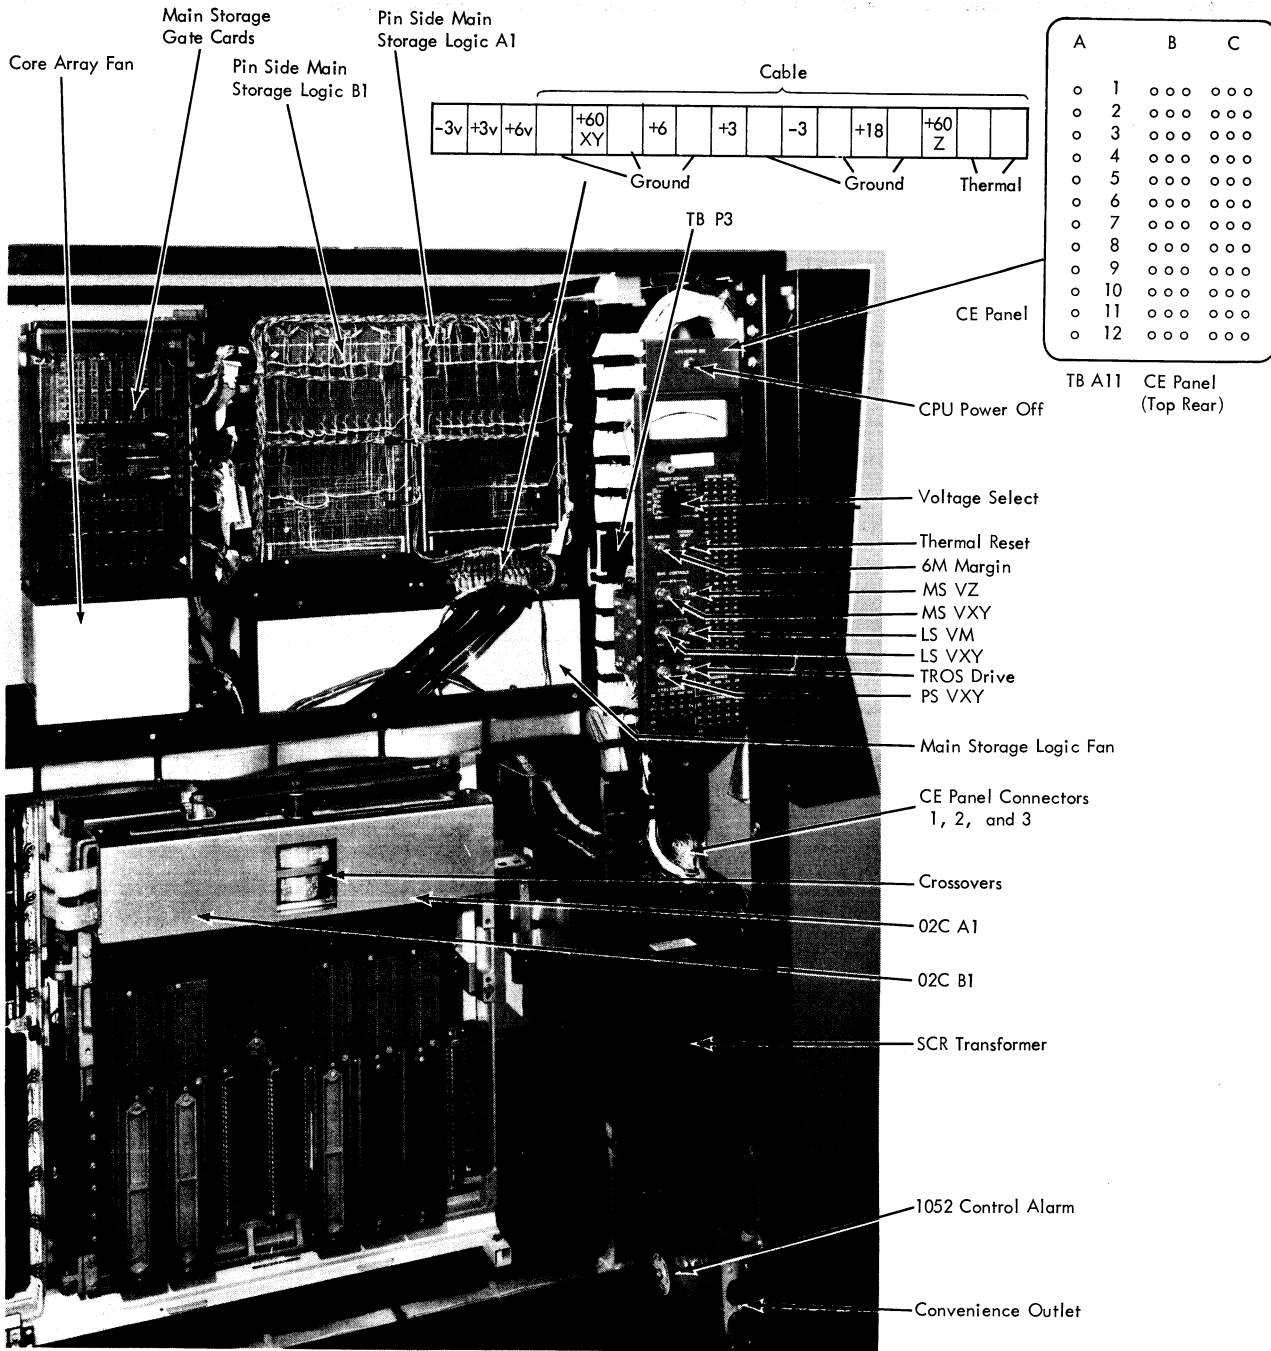 Main Storage
Gate Cards
Pin Side Main
Storage Logic A1
Core Array Fan
Pin Side Main
Storage Logic B1
Cable
-3v +3v +6v +60 XY +6 +3 -3 +18 +60 Z
Ground Ground Thermal
TB P3
A B C
1
2
3
4
5
6
7
8
9
10
11
12
TB A11 CE Panel
(Top Rear)
CE Panel
CPU Power Off
Voltage Select
Thermal Reset
6M Margin
MS VZ
MS VXY
LS VM
LS VXY
TROS Drive
PS VXY
Main Storage Logic Fan
CE Panel Connectors
1, 2, and 3
Crossovers
02C A1
02C B1
SCR Transformer
1052 Control Alarm
Convenience Outlet